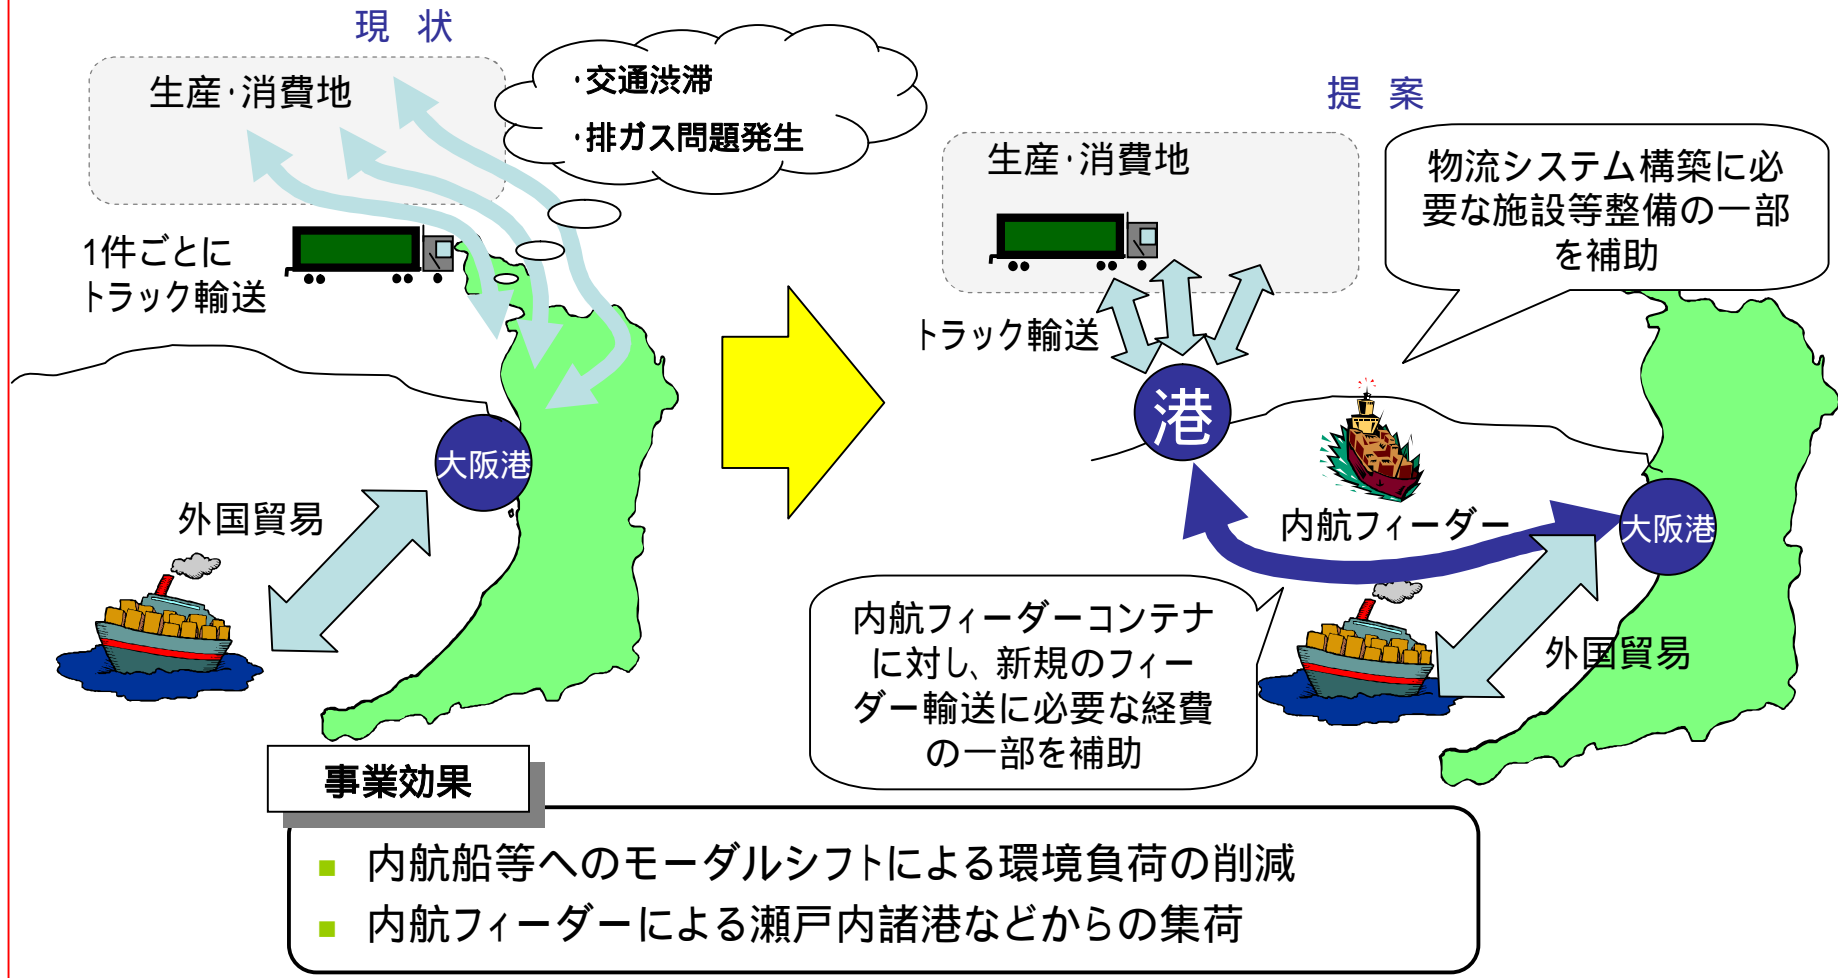 現 状
生産・消費地
・交通渋滞
・排ガス問題発生
1件ごとに
トラック輸送
大阪港
外国貿易
提 案
生産・消費地
物流システム構築に必
要な施設等整備の一部
を補助
トラック輸送
港
内航フィーダー
大阪港
内航フィーダーコンテナ
に対し、新規のフィー
ダー輸送に必要な経費
の一部を補助
外国貿易
事業効果
■ 内航船等へのモーダルシフトによる環境負荷の削減
■ 内航フィーダーによる瀬戸内諸港などからの集荷